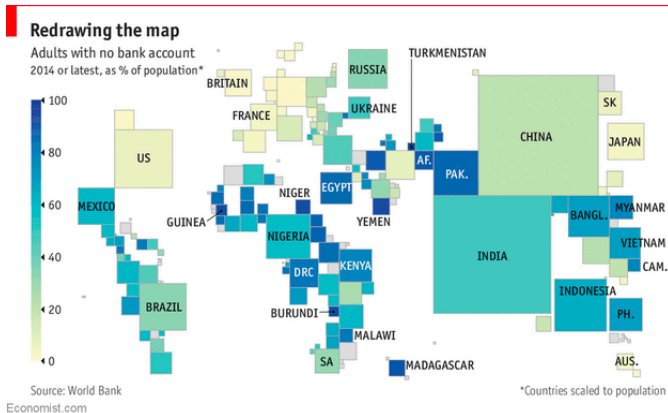 Redrawing the map
Adults with no bank account
2014 or latest, as % of population*
100
80
60
40
20
0
TURKMENISTAN
RUSSIA
BRITAIN
UKRAINE
FRANCE
SK
CHINA
JAPAN
US
AF.
PAK.
EGYPT
MEXICO
NIGER
BANGL.
MYANMAR
GUINEA
YEMEN
NIGERIA
VIETNAM
INDIA
DRC
KENYA
CAM.
INDONESIA
BRAZIL
BURUNDI
PH.
MALAWI
SA
MADAGASCAR
AUS.
Source: World Bank
*Countries scaled to population
Economist.com